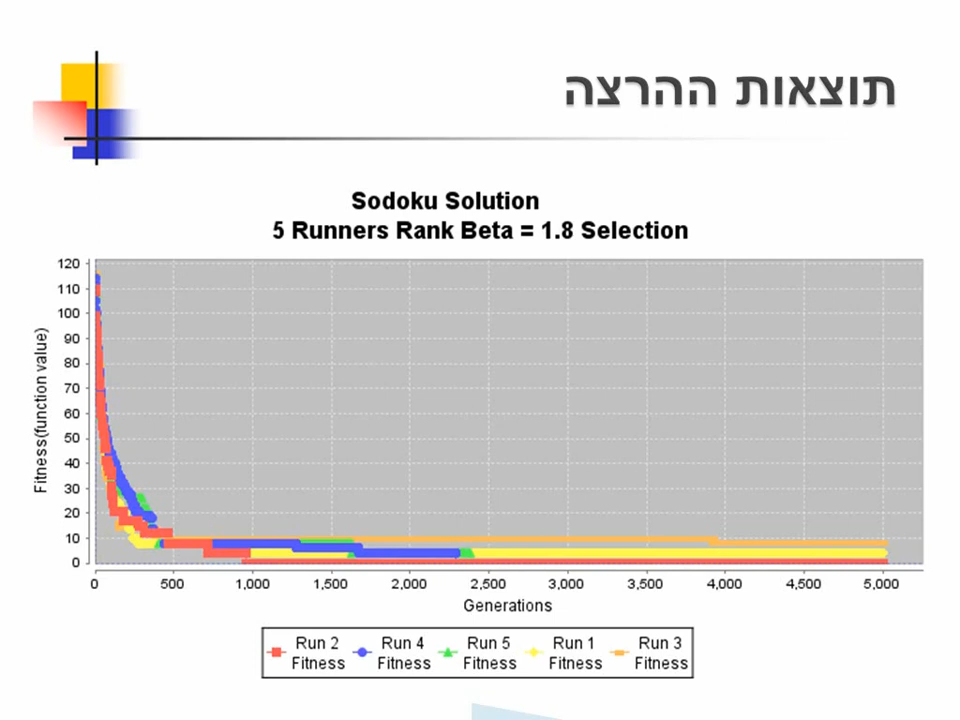 תוצאות ההרצה
Sodoku Solution
5 Runners Rank Beta = 1.8 Selection
Fitness(function value)
120
110
100
90
80
70
60
50
40
30
20
10
0
0 500 1,000 1,500 2,000 2,500 3,000 3,500 4,000 4,500 5,000
Generations
Run 2 Run 4 Run 5 Run 1 Run 3
Fitness Fitness Fitness Fitness Fitness